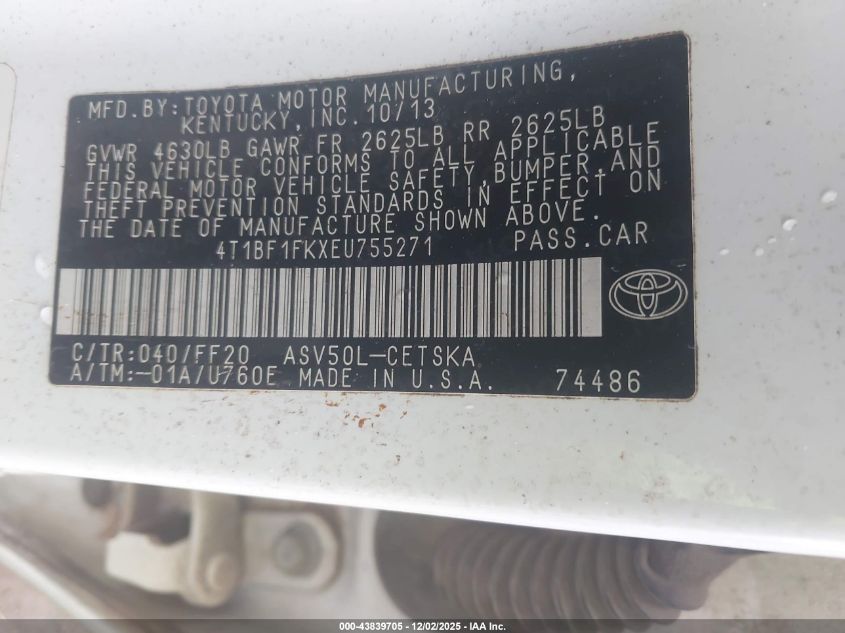 MFD.BY:TOYOTA MOTOR MANUFACTURING,
KENTUCKY, INC. 10/13
GVWR 4630LB GAWR FR 2625LB RR 2625LB
THIS VEHICLE CONFORMS TO ALL APPLICABLE
FEDERAL MOTOR VEHICLE SAFETY,BUMPER,AND
THEFT PREVENTION STANDARDS IN EFFECT ON
THE DATE OF MANUFACTURE SHOWN ABOVE.
4T1BF1FKXEU755271 PASS.CAR
C/TR:040/FF20 ASV50L-CETSKA
A/TM:-01A/U760E MADE IN U.S.A. 74486
000-43839705 - 12/02/2025 - IAA Inc.